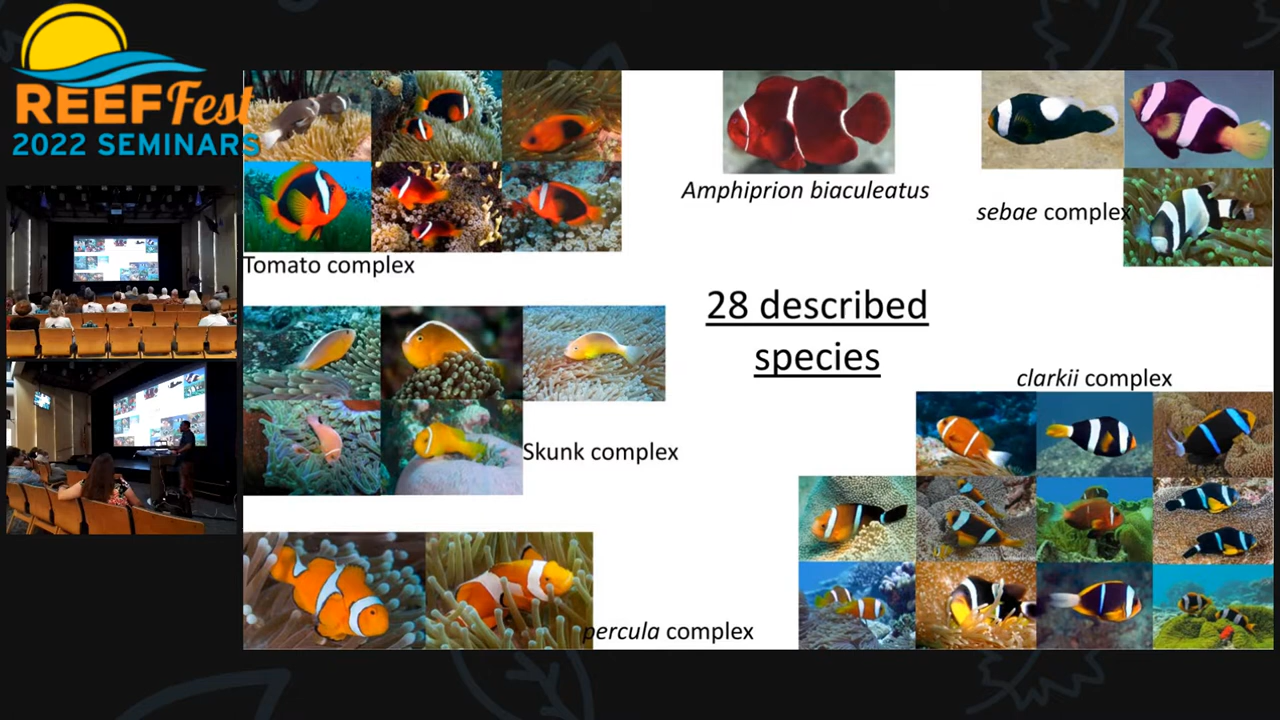 REEF Fest
2022 SEMINARS
Amphiprion biaculeatus
sebae complex
Tomato complex
28 described
species
clarkii complex
Skunk complex
percula complex